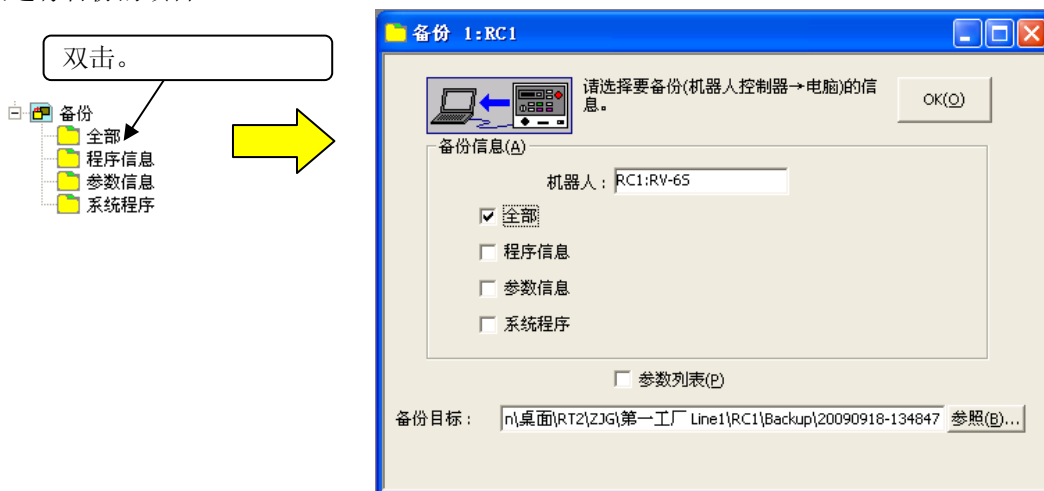 双击。
备份
全部
程序信息
参数信息
系统程序
备份 1:RC1
请选择要备份(机器人控制器→电脑)的信
息。
OK(O)
备份信息(A)
机器人：RC1:RV-6S
全部
程序信息
参数信息
系统程序
参数列表(P)
备份目标： n\桌面\RT2\ZJG\第一工厂 Line1\RC1\Backup\20090918-134847 参照(B)...